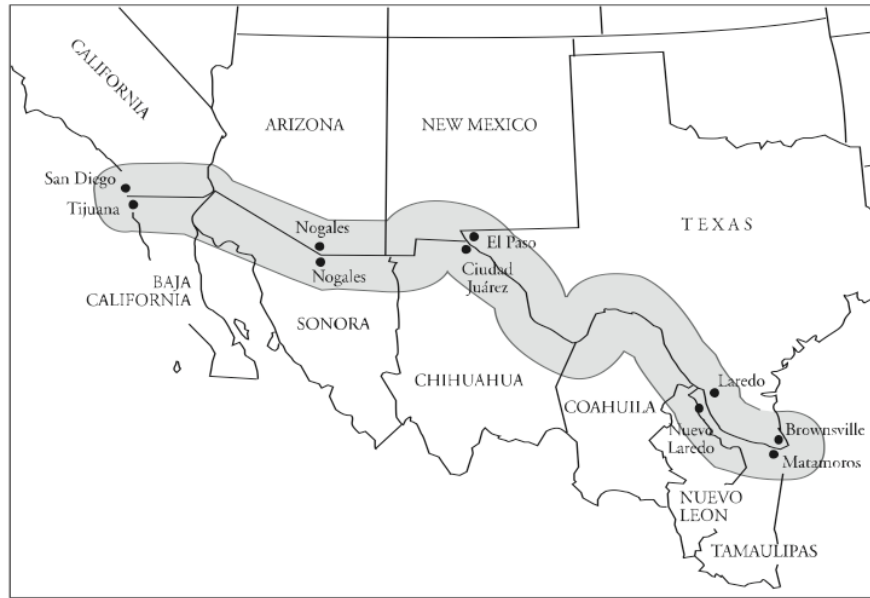 CALIFORNIA
ARIZONA
NEW MEXICO
San Diego
Tijuana
Nogales
Nogales
El Paso
Ciudad
Juárez
TEXAS
BAJA
CALIFORNIA
SONORA
CHIHUAHUA
COAHUILA
Laredo
Nuevo
Laredo
Brownsville
Matamoros
NUEVO
LEON
TAMAULIPAS